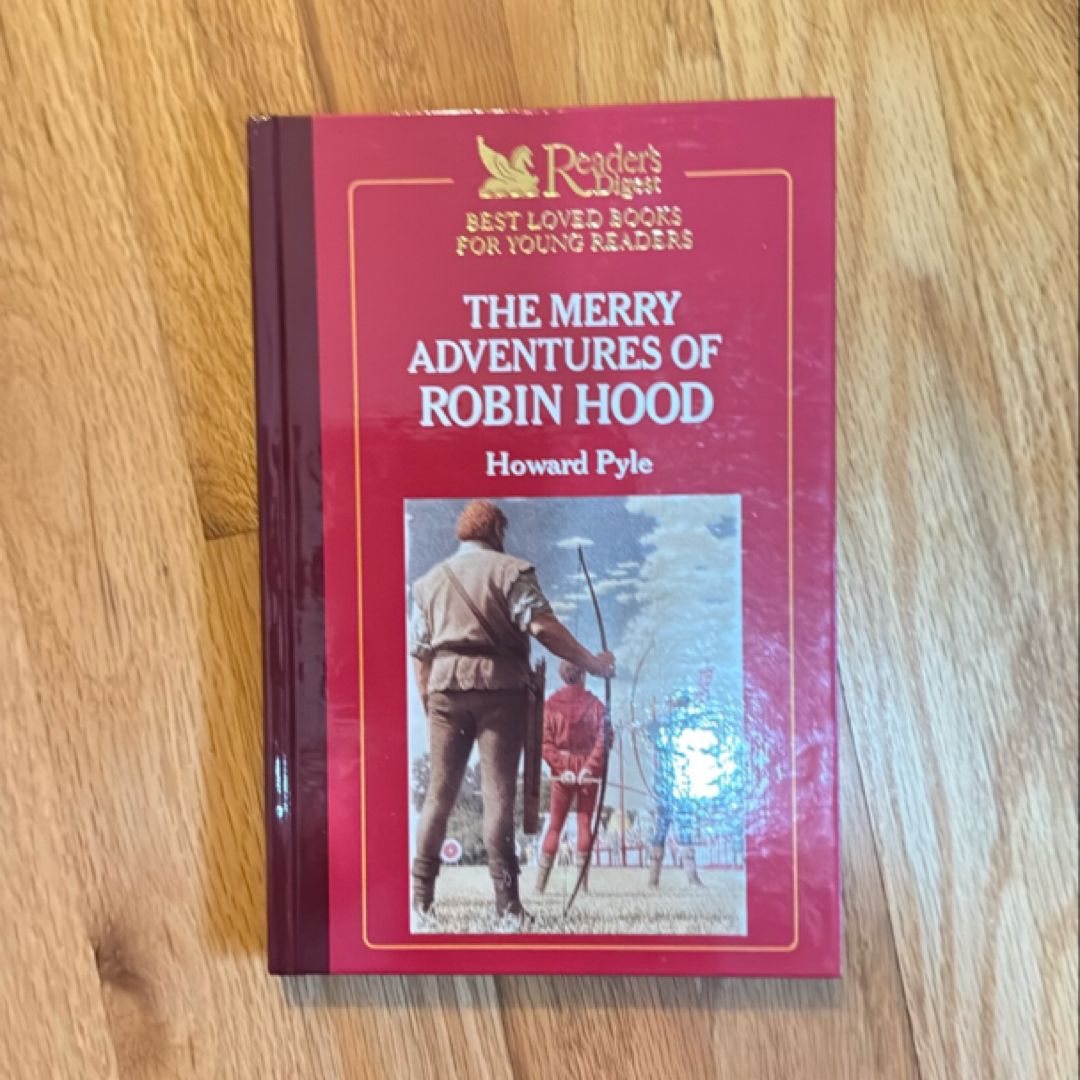 Reader's
Digest
BEST LOVED BOOKS
FOR YOUNG READERS
THE MERRY
ADVENTURES OF
ROBIN HOOD
Howard Pyle